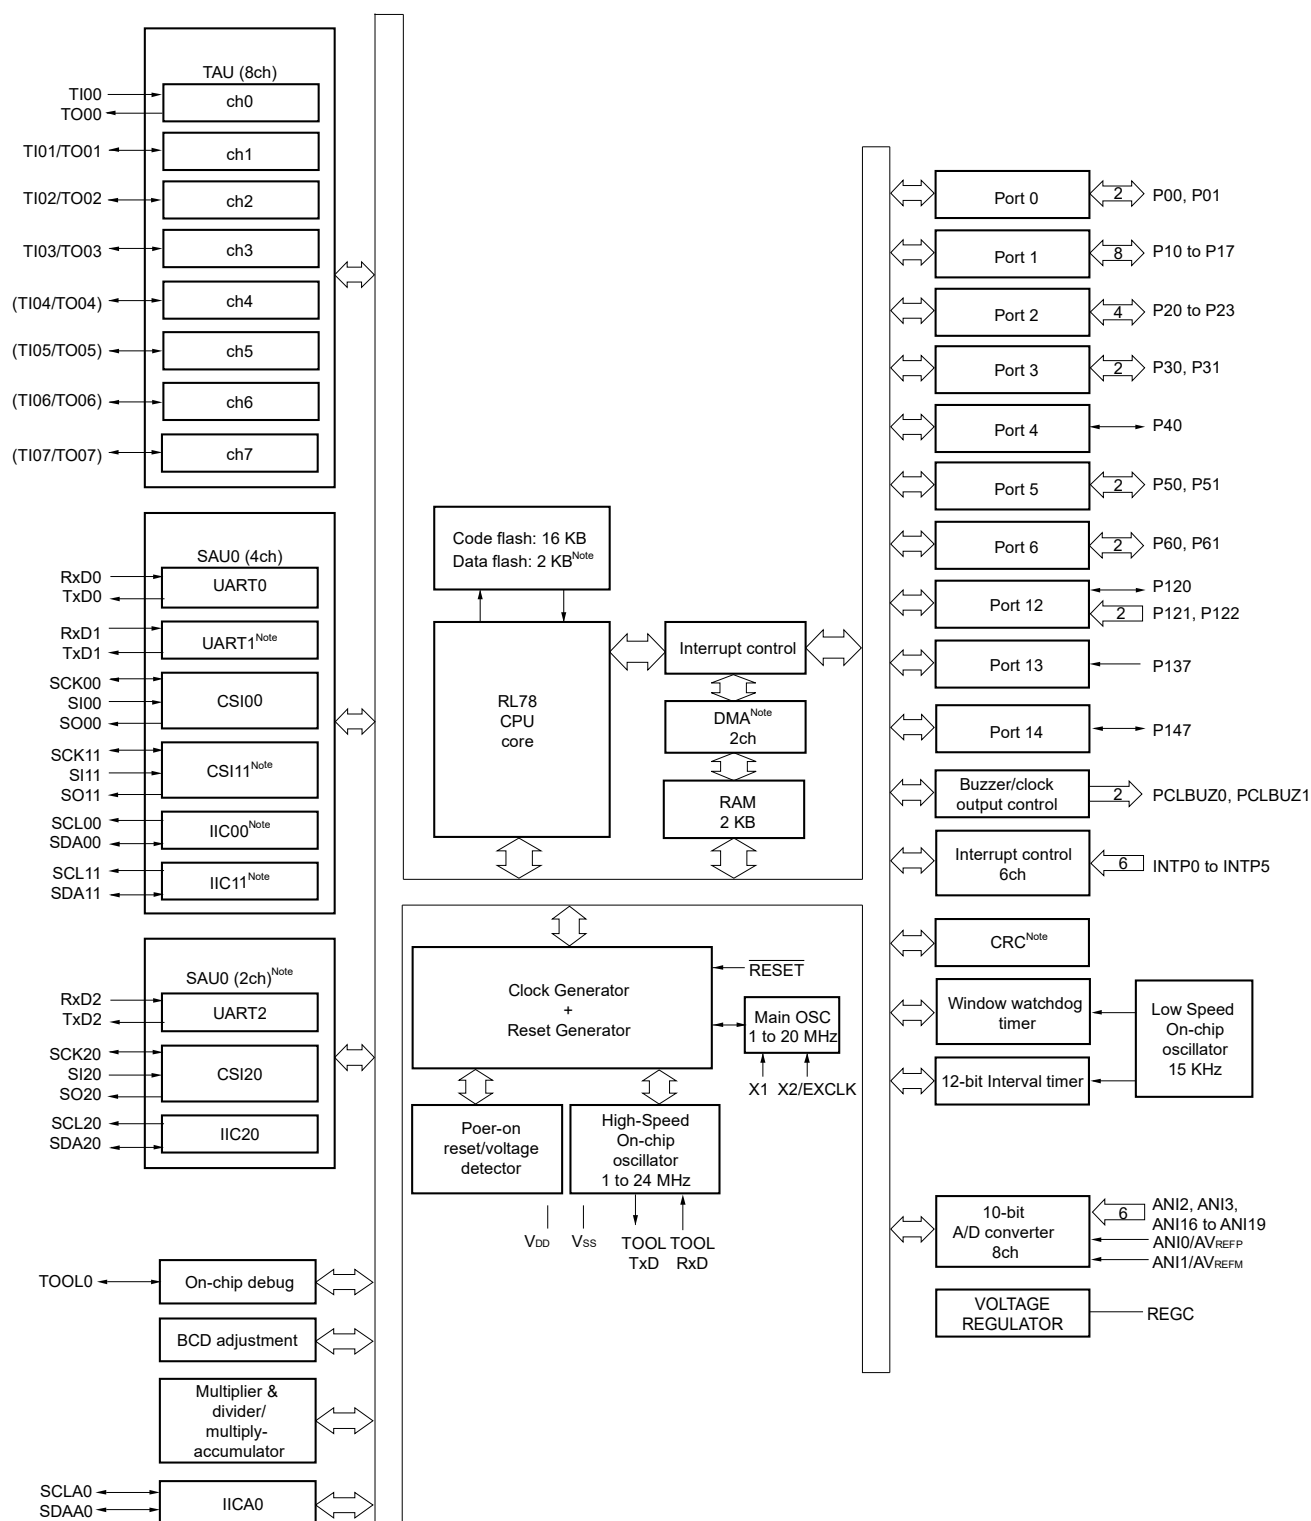 TAU (8ch)
TI00
TO00
ch0
TI01/TO01
ch1
TI02/TO02
ch2
TI03/TO03
ch3
(TI04/TO04)
ch4
(TI05/TO05)
ch5
(TI06/TO06)
ch6
(TI07/TO07)
ch7
SAU0 (4ch)
RxD0
TxD0
UART0
RxD1
TxD1
UART1Note
SCK00
SI00
SO00
CSI00
SCK11
SI11
SO11
CSI11Note
SCL00
SDA00
IIC00Note
SCL11
SDA11
IIC11Note
SAU0 (2ch)Note
RxD2
TxD2
UART2
SCK20
SI20
SO20
CSI20
SCL20
SDA20
IIC20
TOOL0
On-chip debug
BCD adjustment
Multiplier &
divider/
multiply-
accumulator
SCLA0
SDAA0
IICA0
Code flash: 16 KB
Data flash: 2 KBNote
RL78
CPU
core
Interrupt control
DMANote
2ch
RAM
2 KB
Clock Generator
+
Reset Generator
RESET
Main OSC
1 to 20 MHz
X1 X2/EXCLK
Poer-on
reset/voltage
detector
High-Speed
On-chip
oscillator
1 to 24 MHz
VDD
VSS
TOOL
TxD
TOOL
RxD
Port 0
2
P00, P01
Port 1
8
P10 to P17
Port 2
4
P20 to P23
Port 3
2
P30, P31
Port 4
P40
Port 5
2
P50, P51
Port 6
2
P60, P61
Port 12
P120
2
P121, P122
Port 13
P137
Port 14
P147
Buzzer/clock
output control
2
PCLBUZ0, PCLBUZ1
Interrupt control
6ch
6
INTP0 to INTP5
CRCNote
Window watchdog
timer
12-bit Interval timer
Low Speed
On-chip
oscillator
15 KHz
10-bit
A/D converter
8ch
6
ANI2, ANI3,
ANI16 to ANI19
ANI0/AVREFP
ANI1/AVREFM
VOLTAGE
REGULATOR
REGC